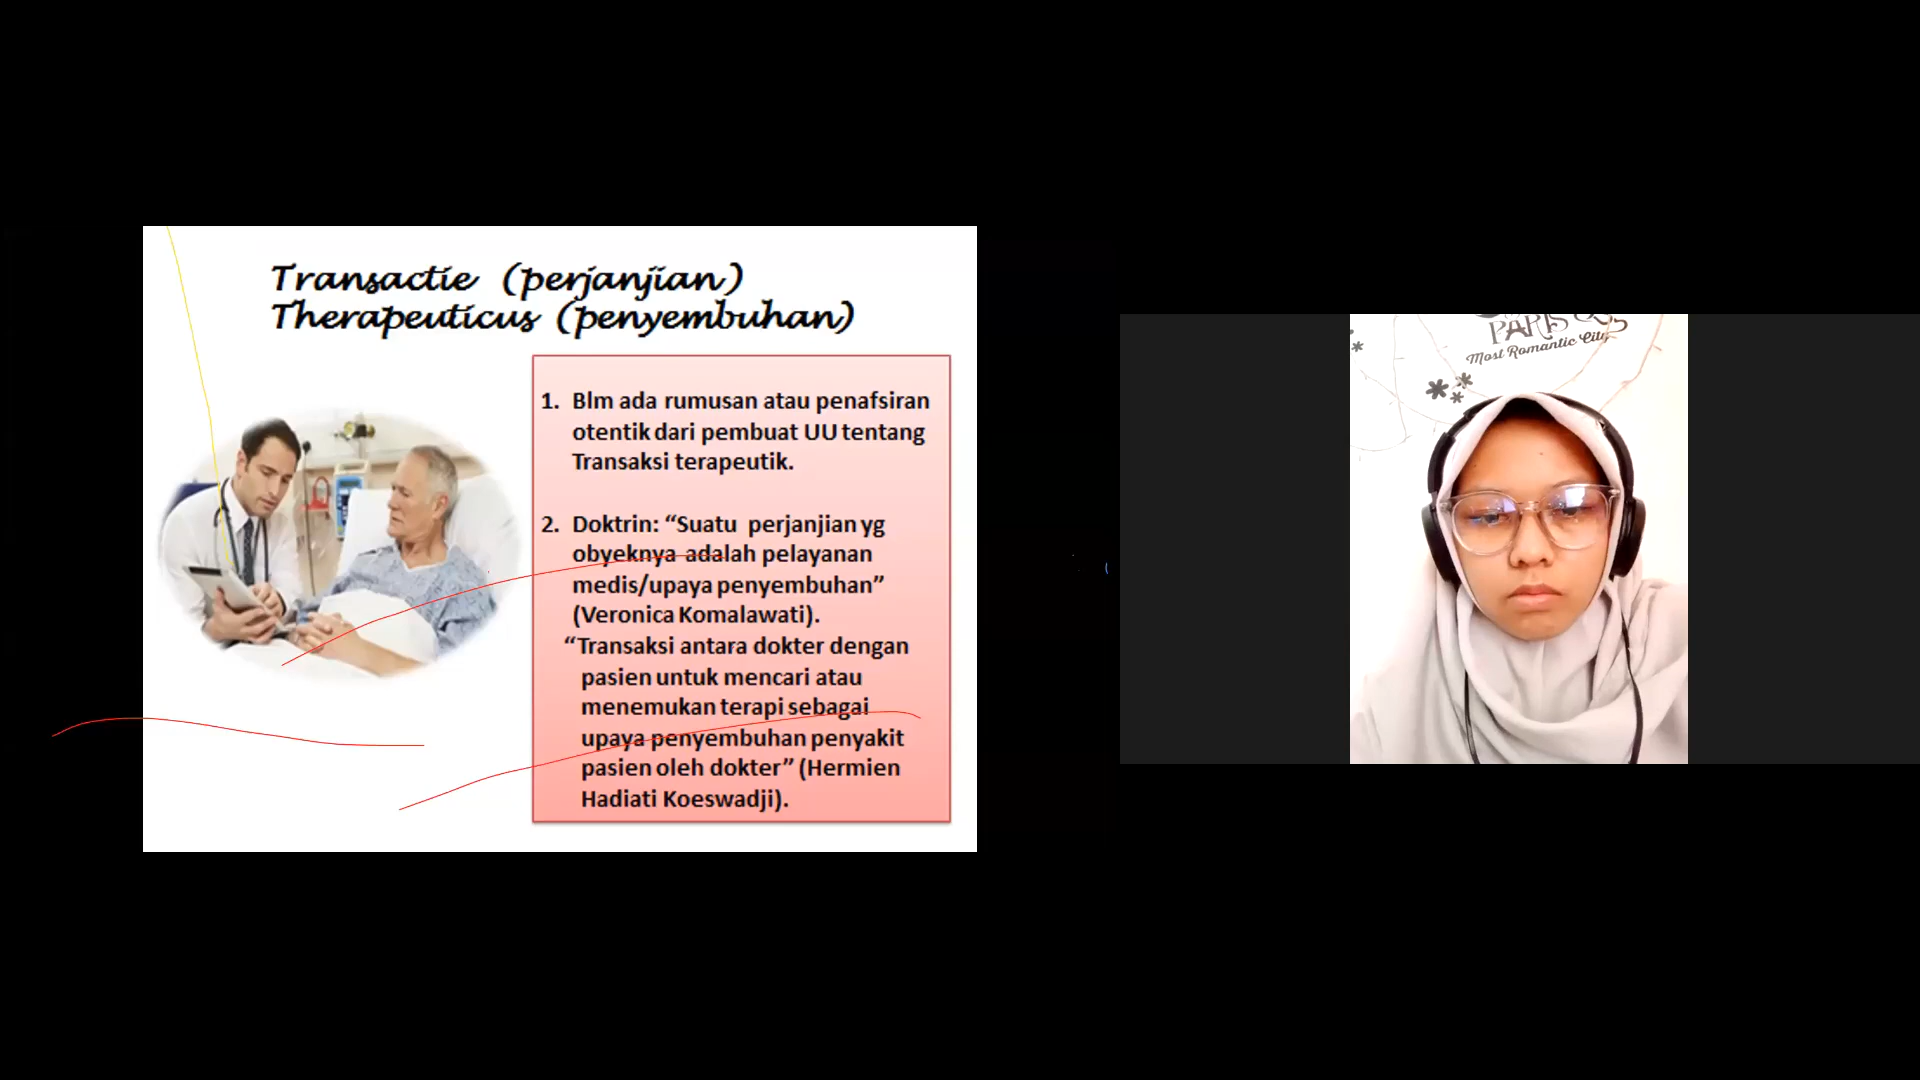 Transactie (perjanjian)
Therapeuticus (penyembuhan)
1. Blm ada rumusan atau penafsiran
otentik dari pembuat UU tentang
Transaksi terapeutik.
2. Doktrin: “Suatu perjanjian yg
obyeknya adalah pelayanan
medis/upaya penyembuhan”
(Veronica Komalawati).
“Transaksi antara dokter dengan
pasien untuk mencari atau
menemukan terapi sebagai
upaya penyembuhan penyakit
pasien oleh dokter” (Hermien
Hadiati Koeswadji).
PARIS
Most Romantic City